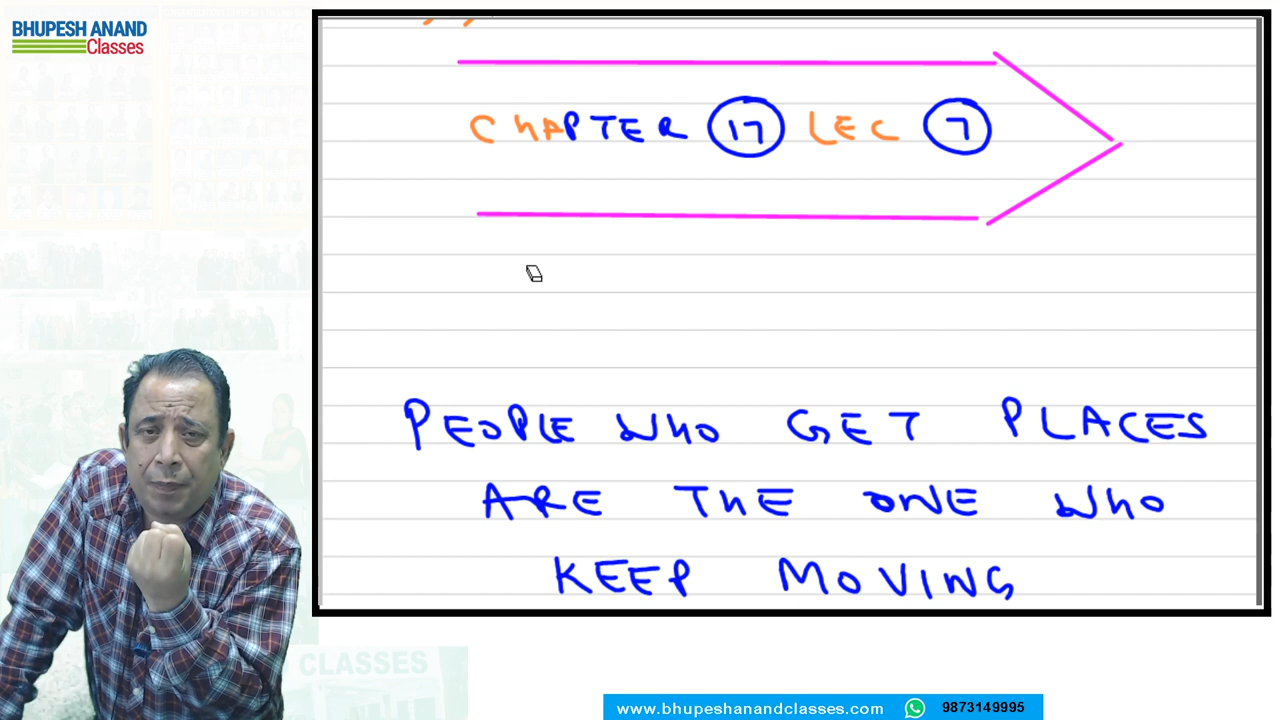 BHUPESH ANAND
Classes
CHAPTER 17 LEC 7
PEOPLE WHO GET PLACES
ARE THE ONE WHO
KEEP MOVING
CLASSES
www.bhupeshanandclasses.com 9873149995